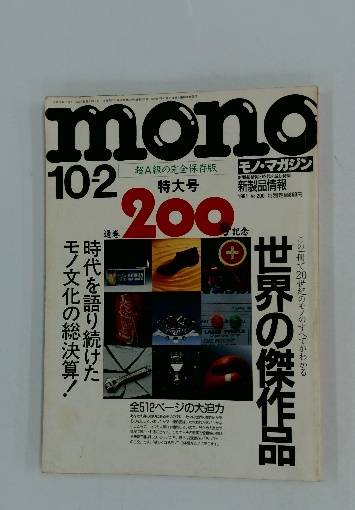 mono
モノ・マガジン
10・2
超A級の完全保存版
特大号
新製品情報
通巻200号記念
この一冊で20世紀のモノのすべてがわかる
世界の傑作品
時代を語り続けた
モノ文化の総決算！
全512ページの大迫力